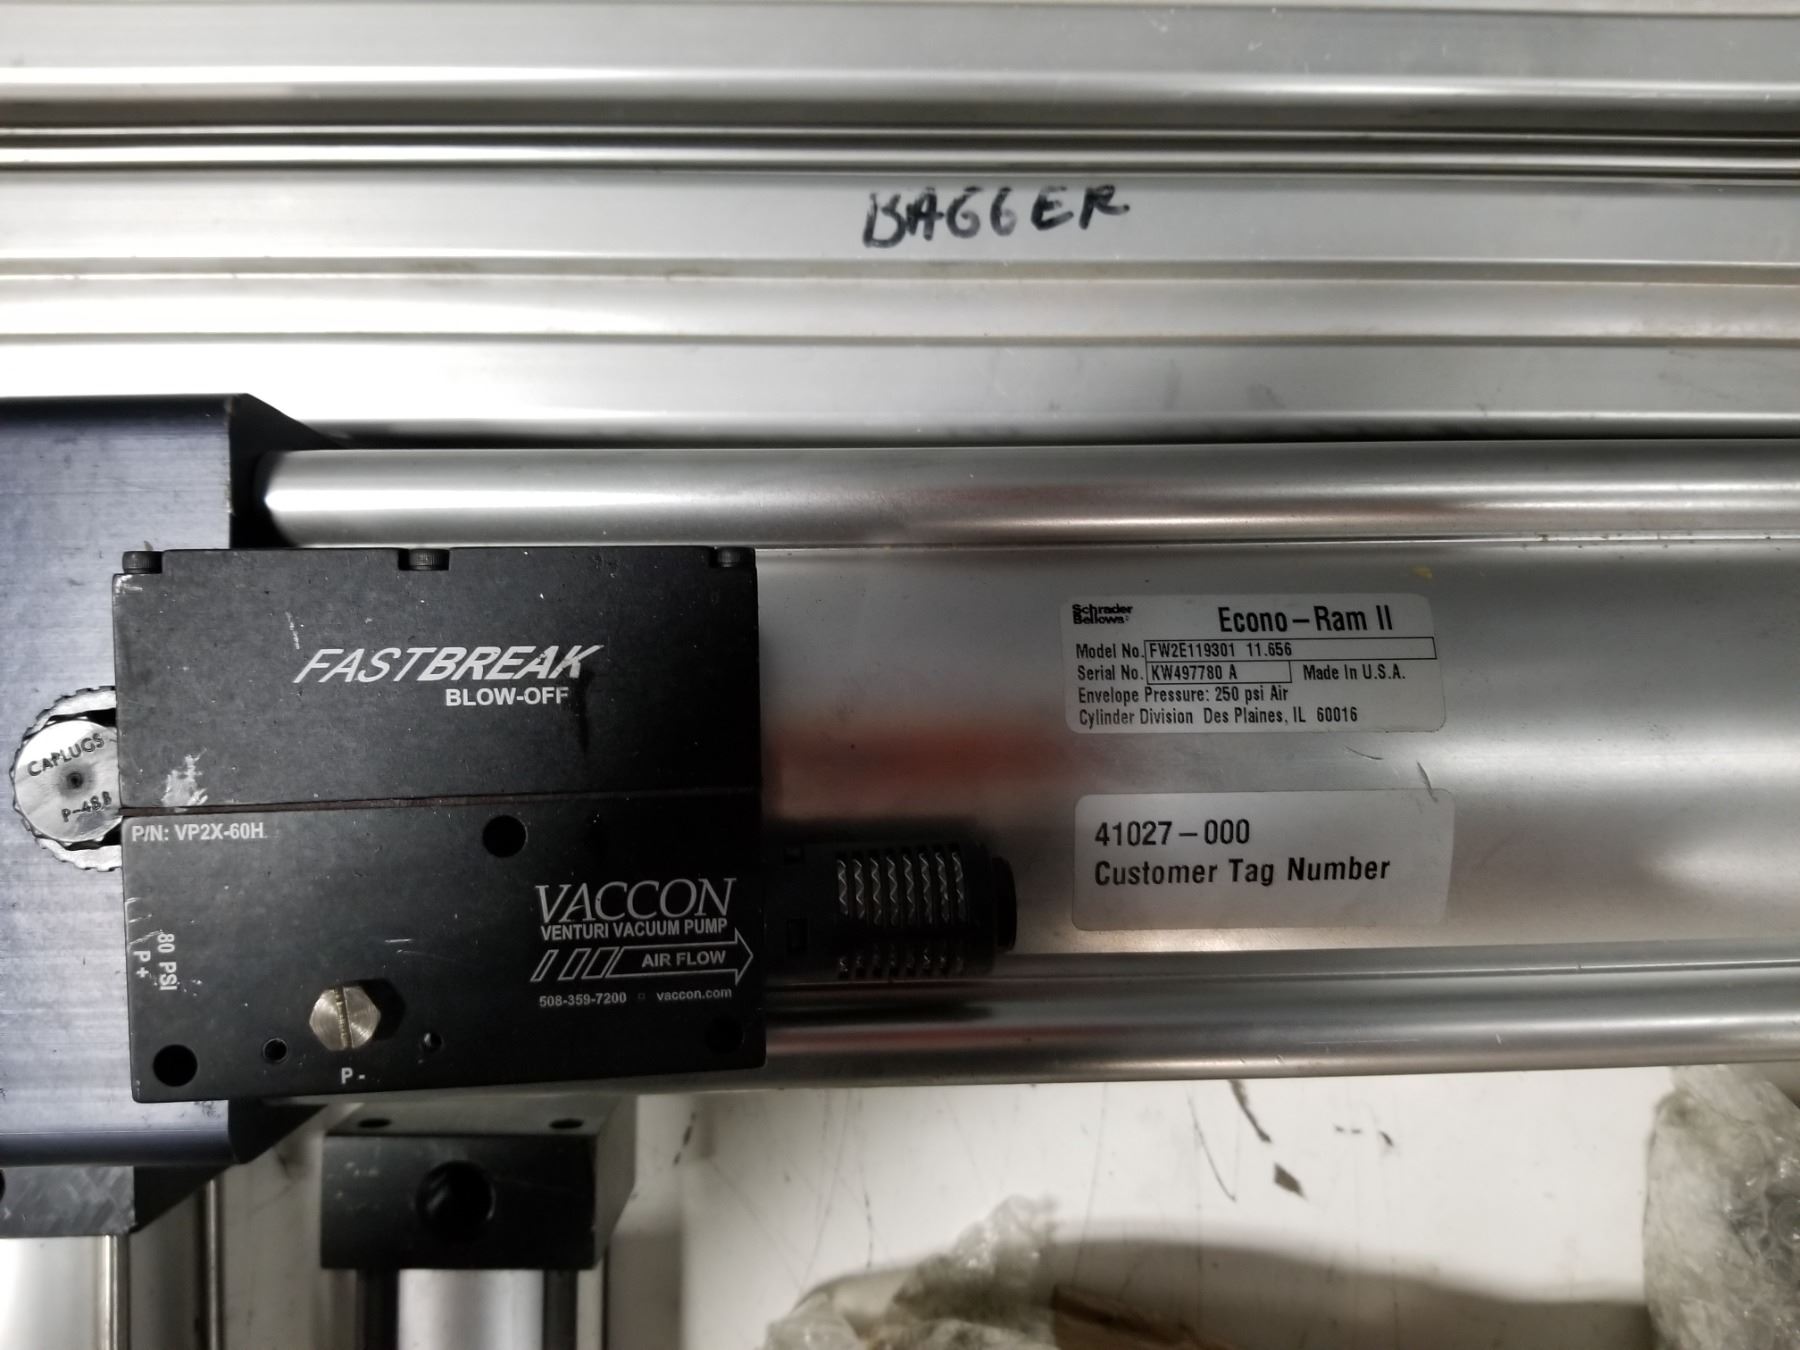 BAGGER
FASTBREAK
BLOW-OFF
CAPLUGS
P-48B
P/N: VP2X-60H
80 PSI
P+
VACCON
VENTURI VACUUM PUMP
AIR FLOW
508-359-7200 □ vaccon.com
P-
Schrader
Bellows
Econo-Ram II
Model No. FW2E119301 11.656
Serial No. KW497780 A Made In U.S.A.
Envelope Pressure: 250 psi Air
Cylinder Division Des Plaines, IL 60016
41027-000
Customer Tag Number